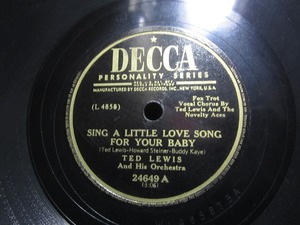 DECCA
PERSONALITY SERIES
MANUFACTURED BY DECCA RECORDS, INC., NEW YORK, U.S.A.
(L 4858)
Fox Trot
Vocal Chorus By
Ted Lewis And The
Novelty Aces
SING A LITTLE LOVE SONG
FOR YOUR BABY
(Ted Lewis-Howard Steiner-Buddy Kaye)
TED LEWIS
And His Orchestra
24649 A
(3:06)